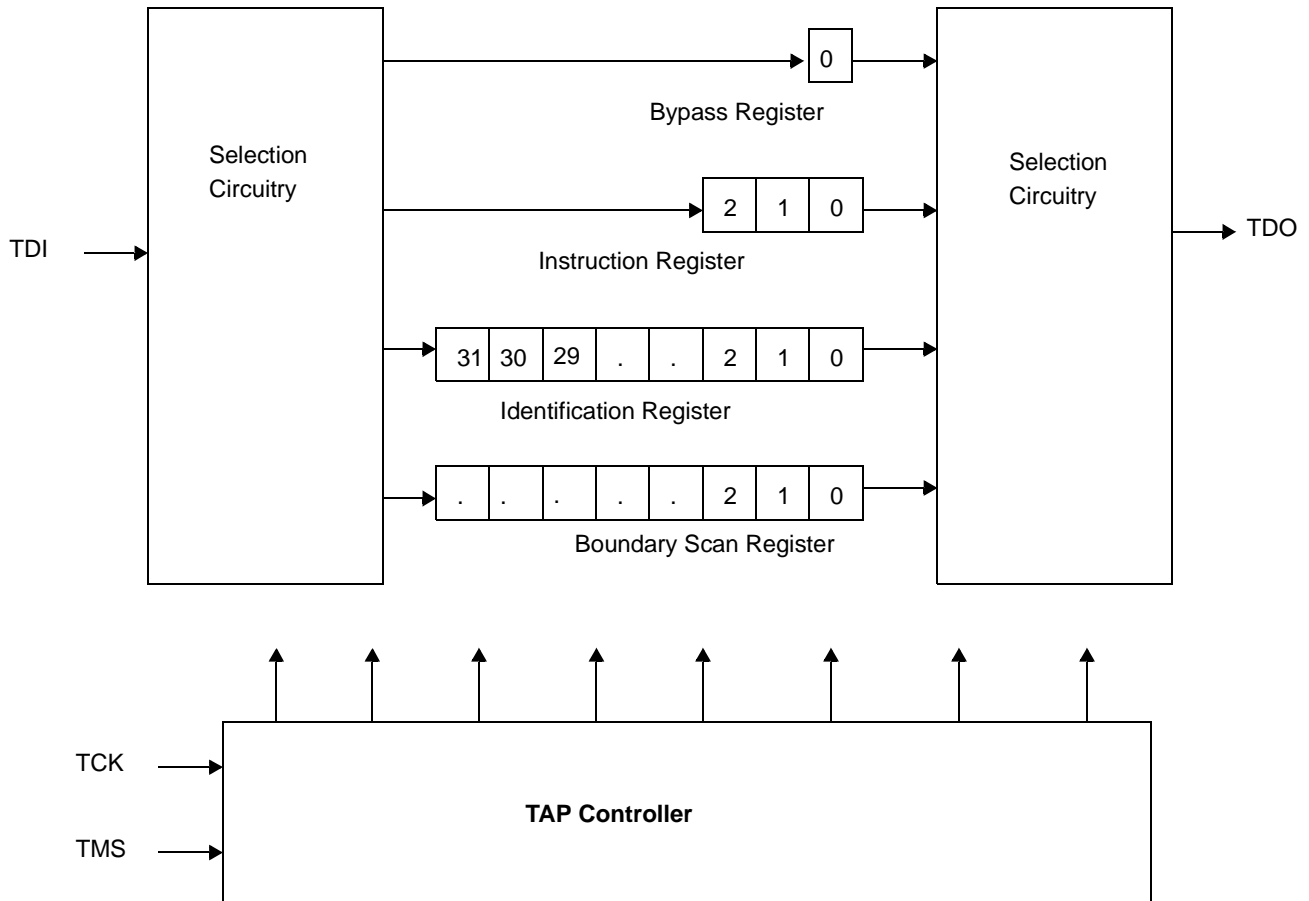 0
Bypass Register
Selection
Circuitry
Selection
Circuitry
2 1 0
TDI
TDO
Instruction Register
31 30 29 . . 2 1 0
Identification Register
. . . . . 2 1 0
Boundary Scan Register
TCK
TAP Controller
TMS